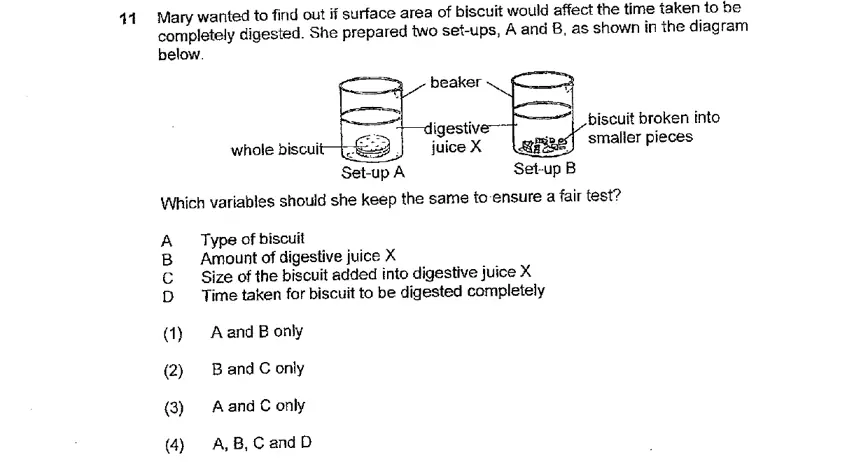 11 Mary wanted to find out if surface area of biscuit would affect the time taken to be
completely digested. She prepared two set-ups, A and B, as shown in the diagram
below.
beaker
digestive
juice X
whole biscuit
biscuit broken into
smaller pieces
Set-up A
Set-up B
Which variables should she keep the same to ensure a fair test?
A Type of biscuit
B Amount of digestive juice X
C Size of the biscuit added into digestive juice X
D Time taken for biscuit to be digested completely
(1) A and B only
(2) B and C only
(3) A and C only
(4) A, B, C and D